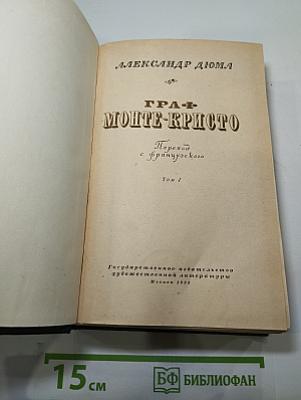 АЛЕКСАНДР ДЮМА
ГРАФ
МОНТЕ-КРИСТО
Перевод
с французского
Том I
Государственное издательство
художественной литературы
Москва
15 см
БФ БИБЛИОФАН